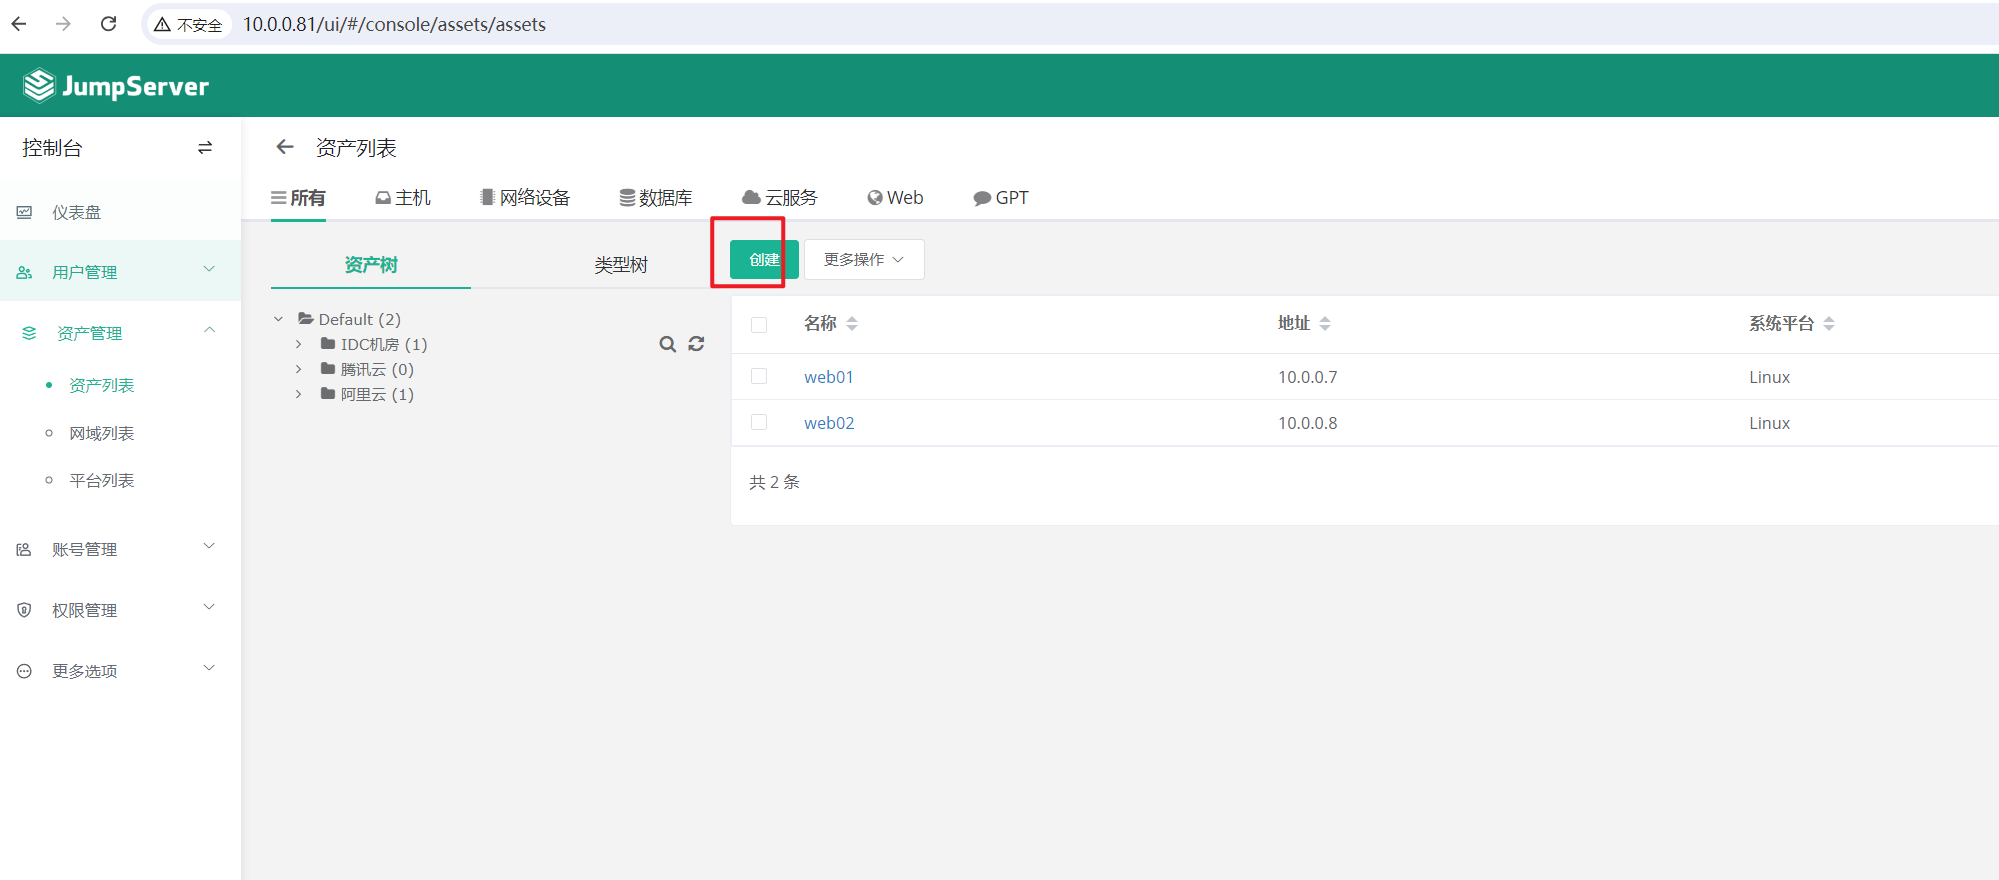 不安全 10.0.0.81/ui/#/console/assets/assets
JumpServer
控制台
仪表盘
用户管理
资产管理
资产列表
网域列表
平台列表
账号管理
权限管理
更多选项
资产列表
所有 主机 网络设备 数据库 云服务 Web GPT
资产树 类型树
Default (2)
IDC机房 (1)
腾讯云 (0)
阿里云 (1)
创建 更多操作
名称 地址 系统平台
web01 10.0.0.7 Linux
web02 10.0.0.8 Linux
共 2 条